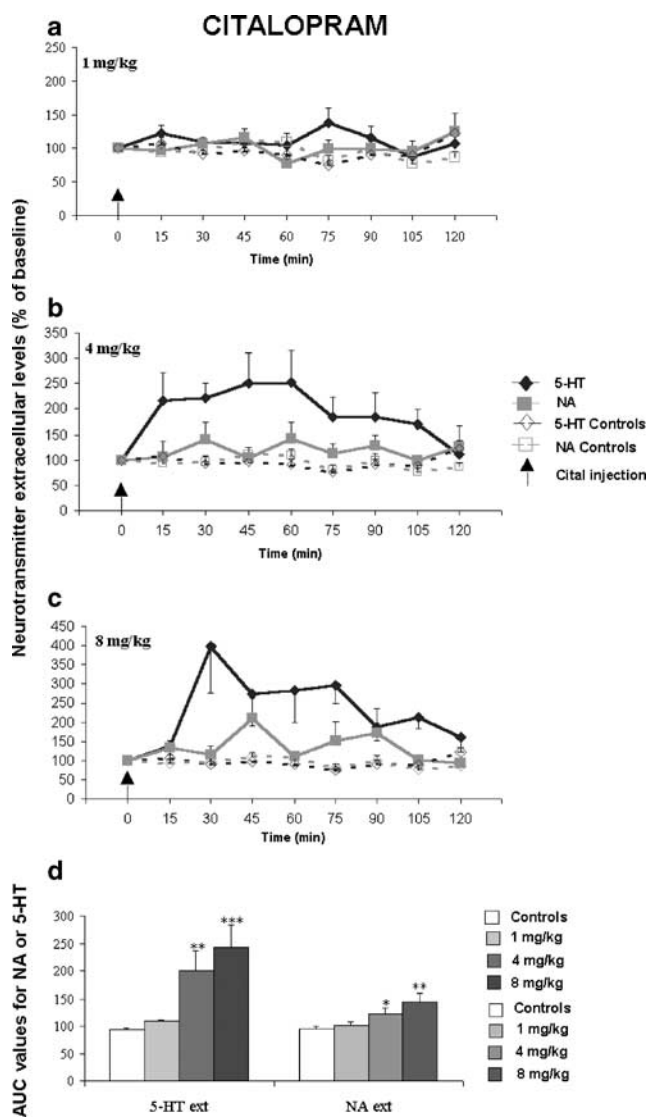 a
CITALOPRAM
1 mg/kg
250
200
150
100
50
0
0 15 30 45 60 75 90 105 120
Time (min)
Neurotransmitter extracellular levels (% of baseline)
b
4 mg/kg
350
300
250
200
150
100
50
0
0 15 30 45 60 75 90 105 120
Time (min)
5-HT
NA
5-HT Controls
NA Controls
Cital injection
c
8 mg/kg
450
400
350
300
250
200
150
100
50
0
0 15 30 45 60 75 90 105 120
Time (min)
d
AUC values for NA or 5-HT
300
250
200
150
100
50
0
**
***
*
**
5-HT ext NA ext
Controls
1 mg/kg
4 mg/kg
8 mg/kg
Controls
1 mg/kg
4 mg/kg
8 mg/kg